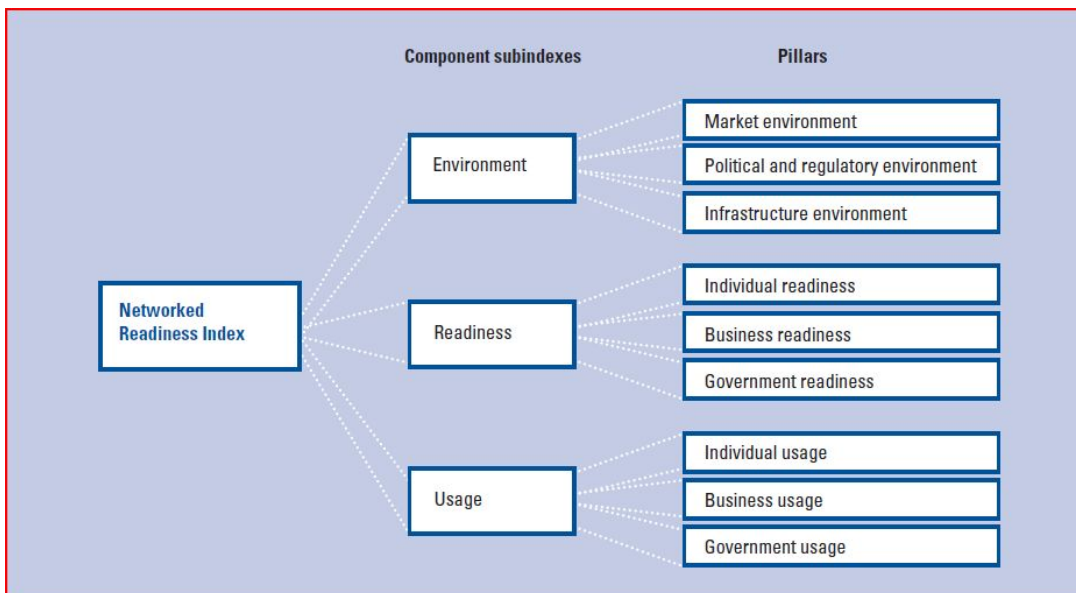 Component subindexes
Pillars
Networked
Readiness Index
Environment
Market environment
Political and regulatory environment
Infrastructure environment
Readiness
Individual readiness
Business readiness
Government readiness
Usage
Individual usage
Business usage
Government usage